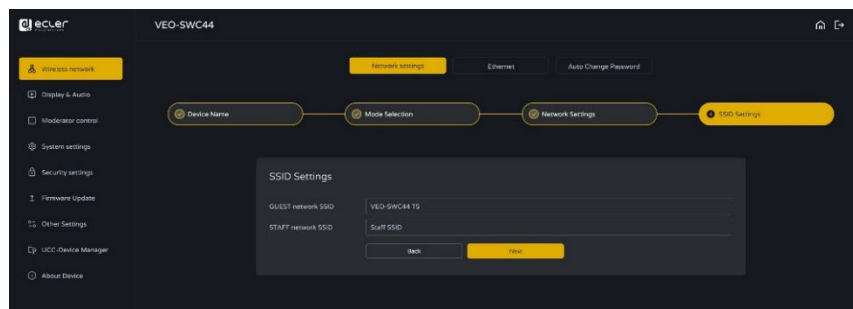 ecler
VEO-SWC44
Wireless network
Network settings
Ethernet
Auto Change Password
Display & Audio
Moderator control
Device Name
Mode Selection
Network Settings
4 SSID Settings
System settings
Security settings
SSID Settings
Firmware Update
GUEST network SSID
VEO-SWC44 TS
Other Settings
STAFF network SSID
Staff SSID
UCC-Device Manager
Back
Next
About Device